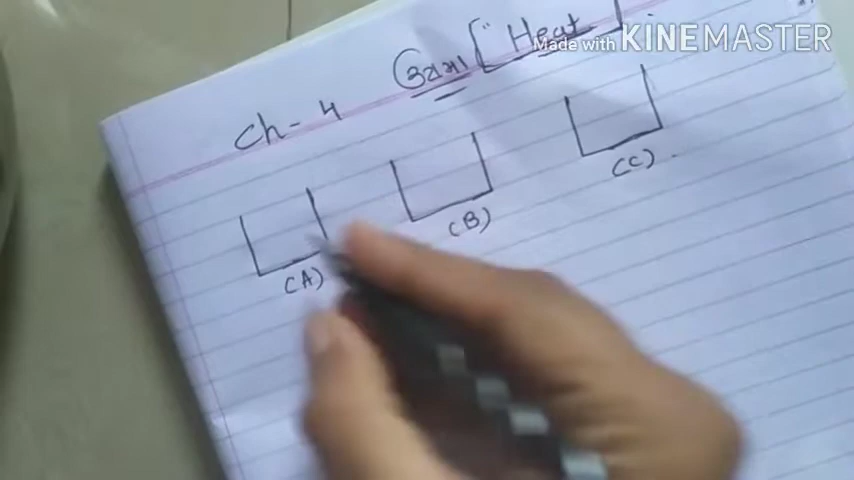 Made with KINEMASTER
Ch - 4 ઉષ્મા [" Heat
(A) (B) (C)